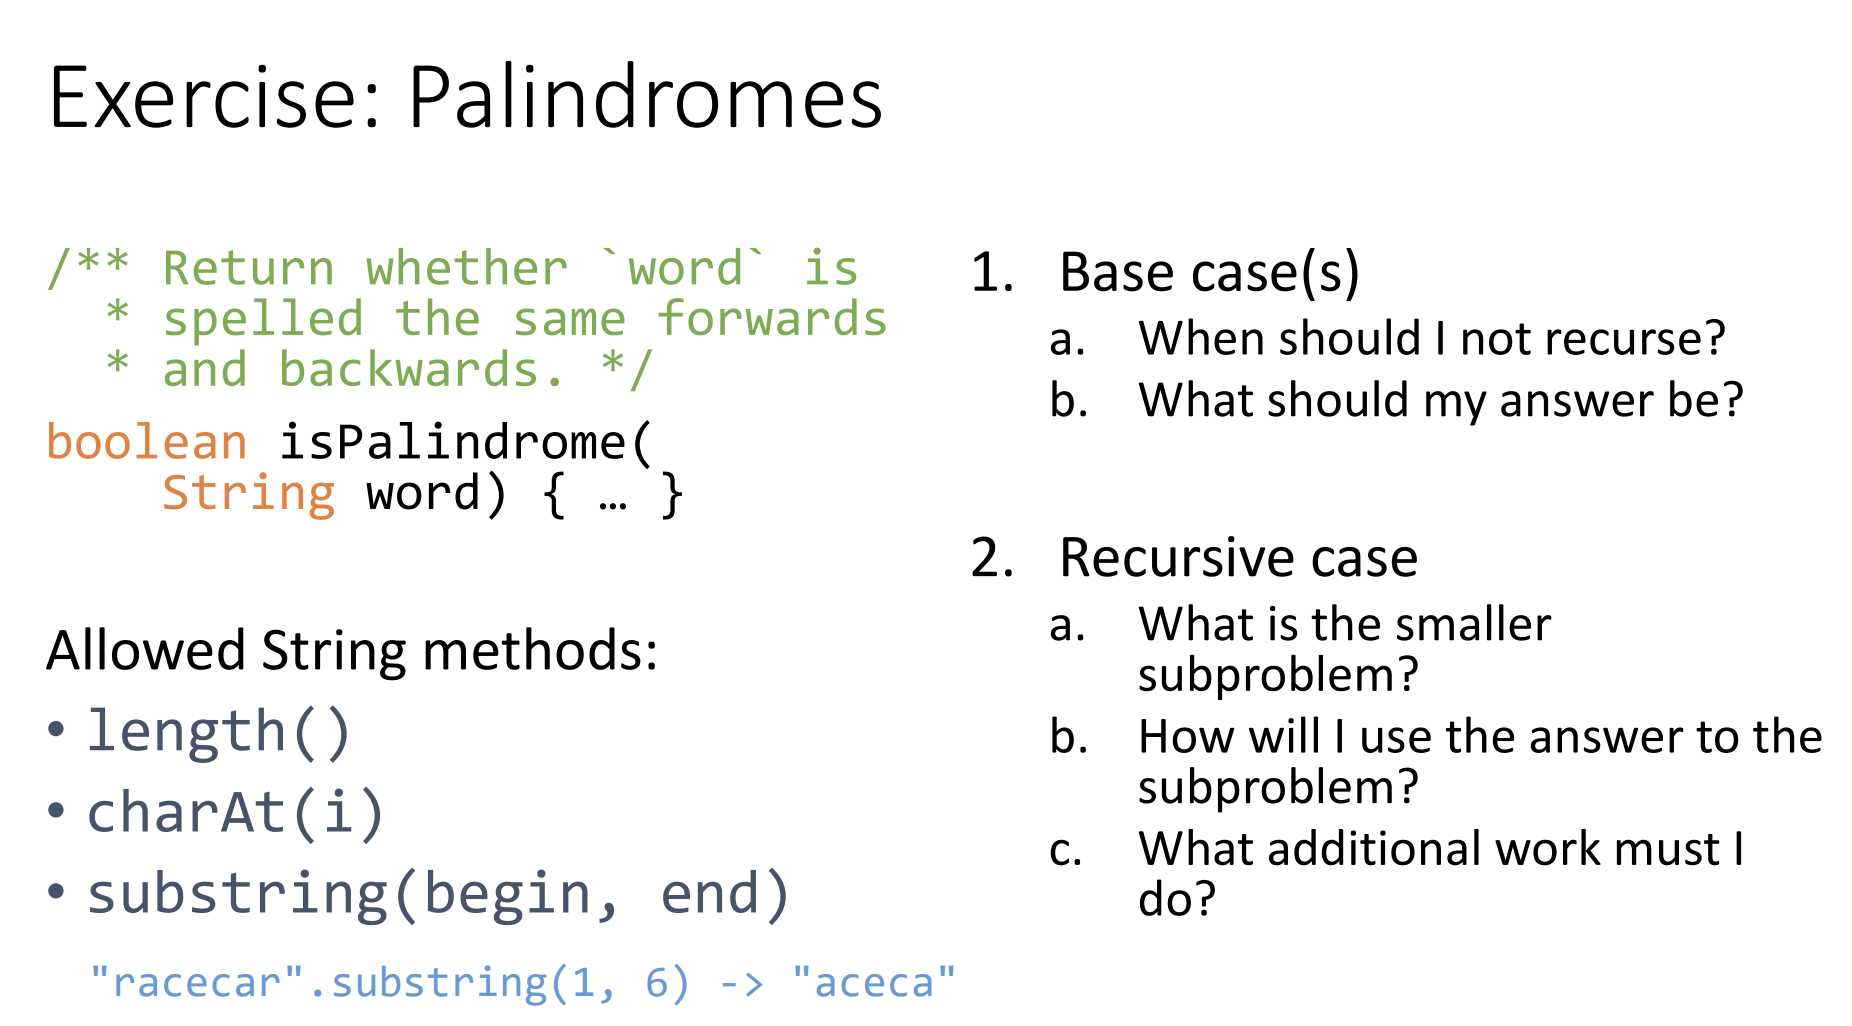 Exercise: Palindromes
/** Return whether `word` is
* spelled the same forwards
* and backwards. */
boolean isPalindrome(
String word) { … }
Allowed String methods:
• length()
• charAt(i)
• substring(begin, end)
"racecar".substring(1, 6) -> "aceca"
1. Base case(s)
a. When should I not recurse?
b. What should my answer be?
2. Recursive case
a. What is the smaller
subproblem?
b. How will I use the answer to the
subproblem?
c. What additional work must I
do?